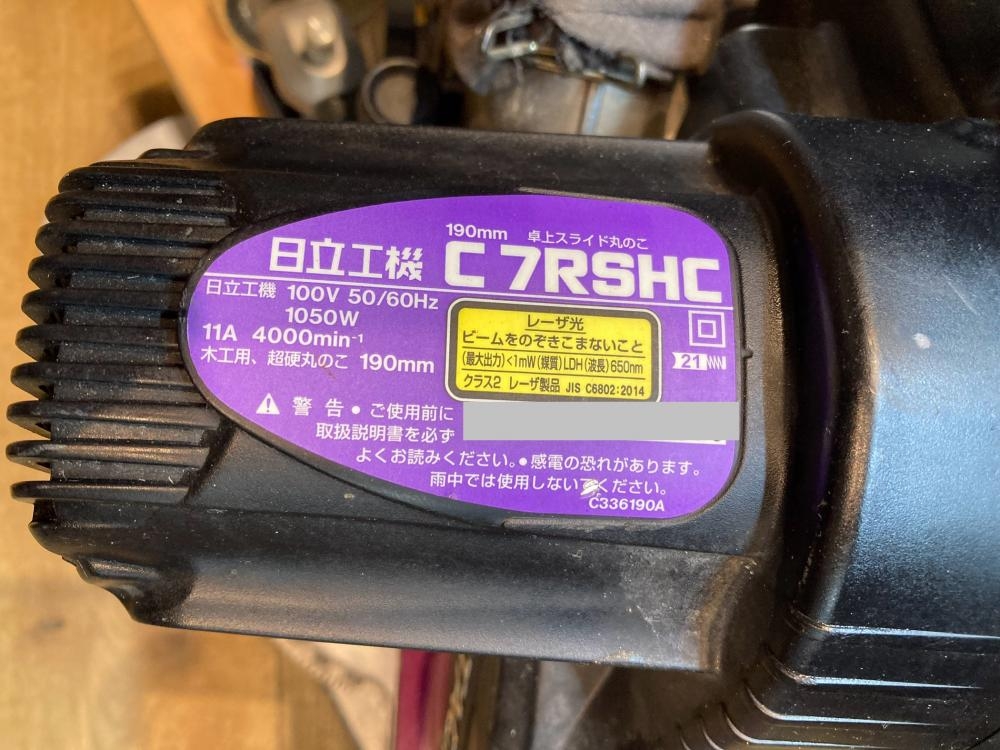 190mm 卓上スライド丸のこ
日立工機 C 7RSHC
日立工機 100V 50/60Hz
1050W
11A 4000min-1
木工用、超硬丸のこ 190mm
レーザ光
ビームをのぞきこまないこと
(最大出力)<1mW(媒質)LDH(波長)650nm
クラス2 レーザ製品 JIS C6802:2014
21
警告 ● ご使用前に
取扱説明書を必ず
よくお読みください。● 感電の恐れがあります。
雨中では使用しないでください。
C336190A